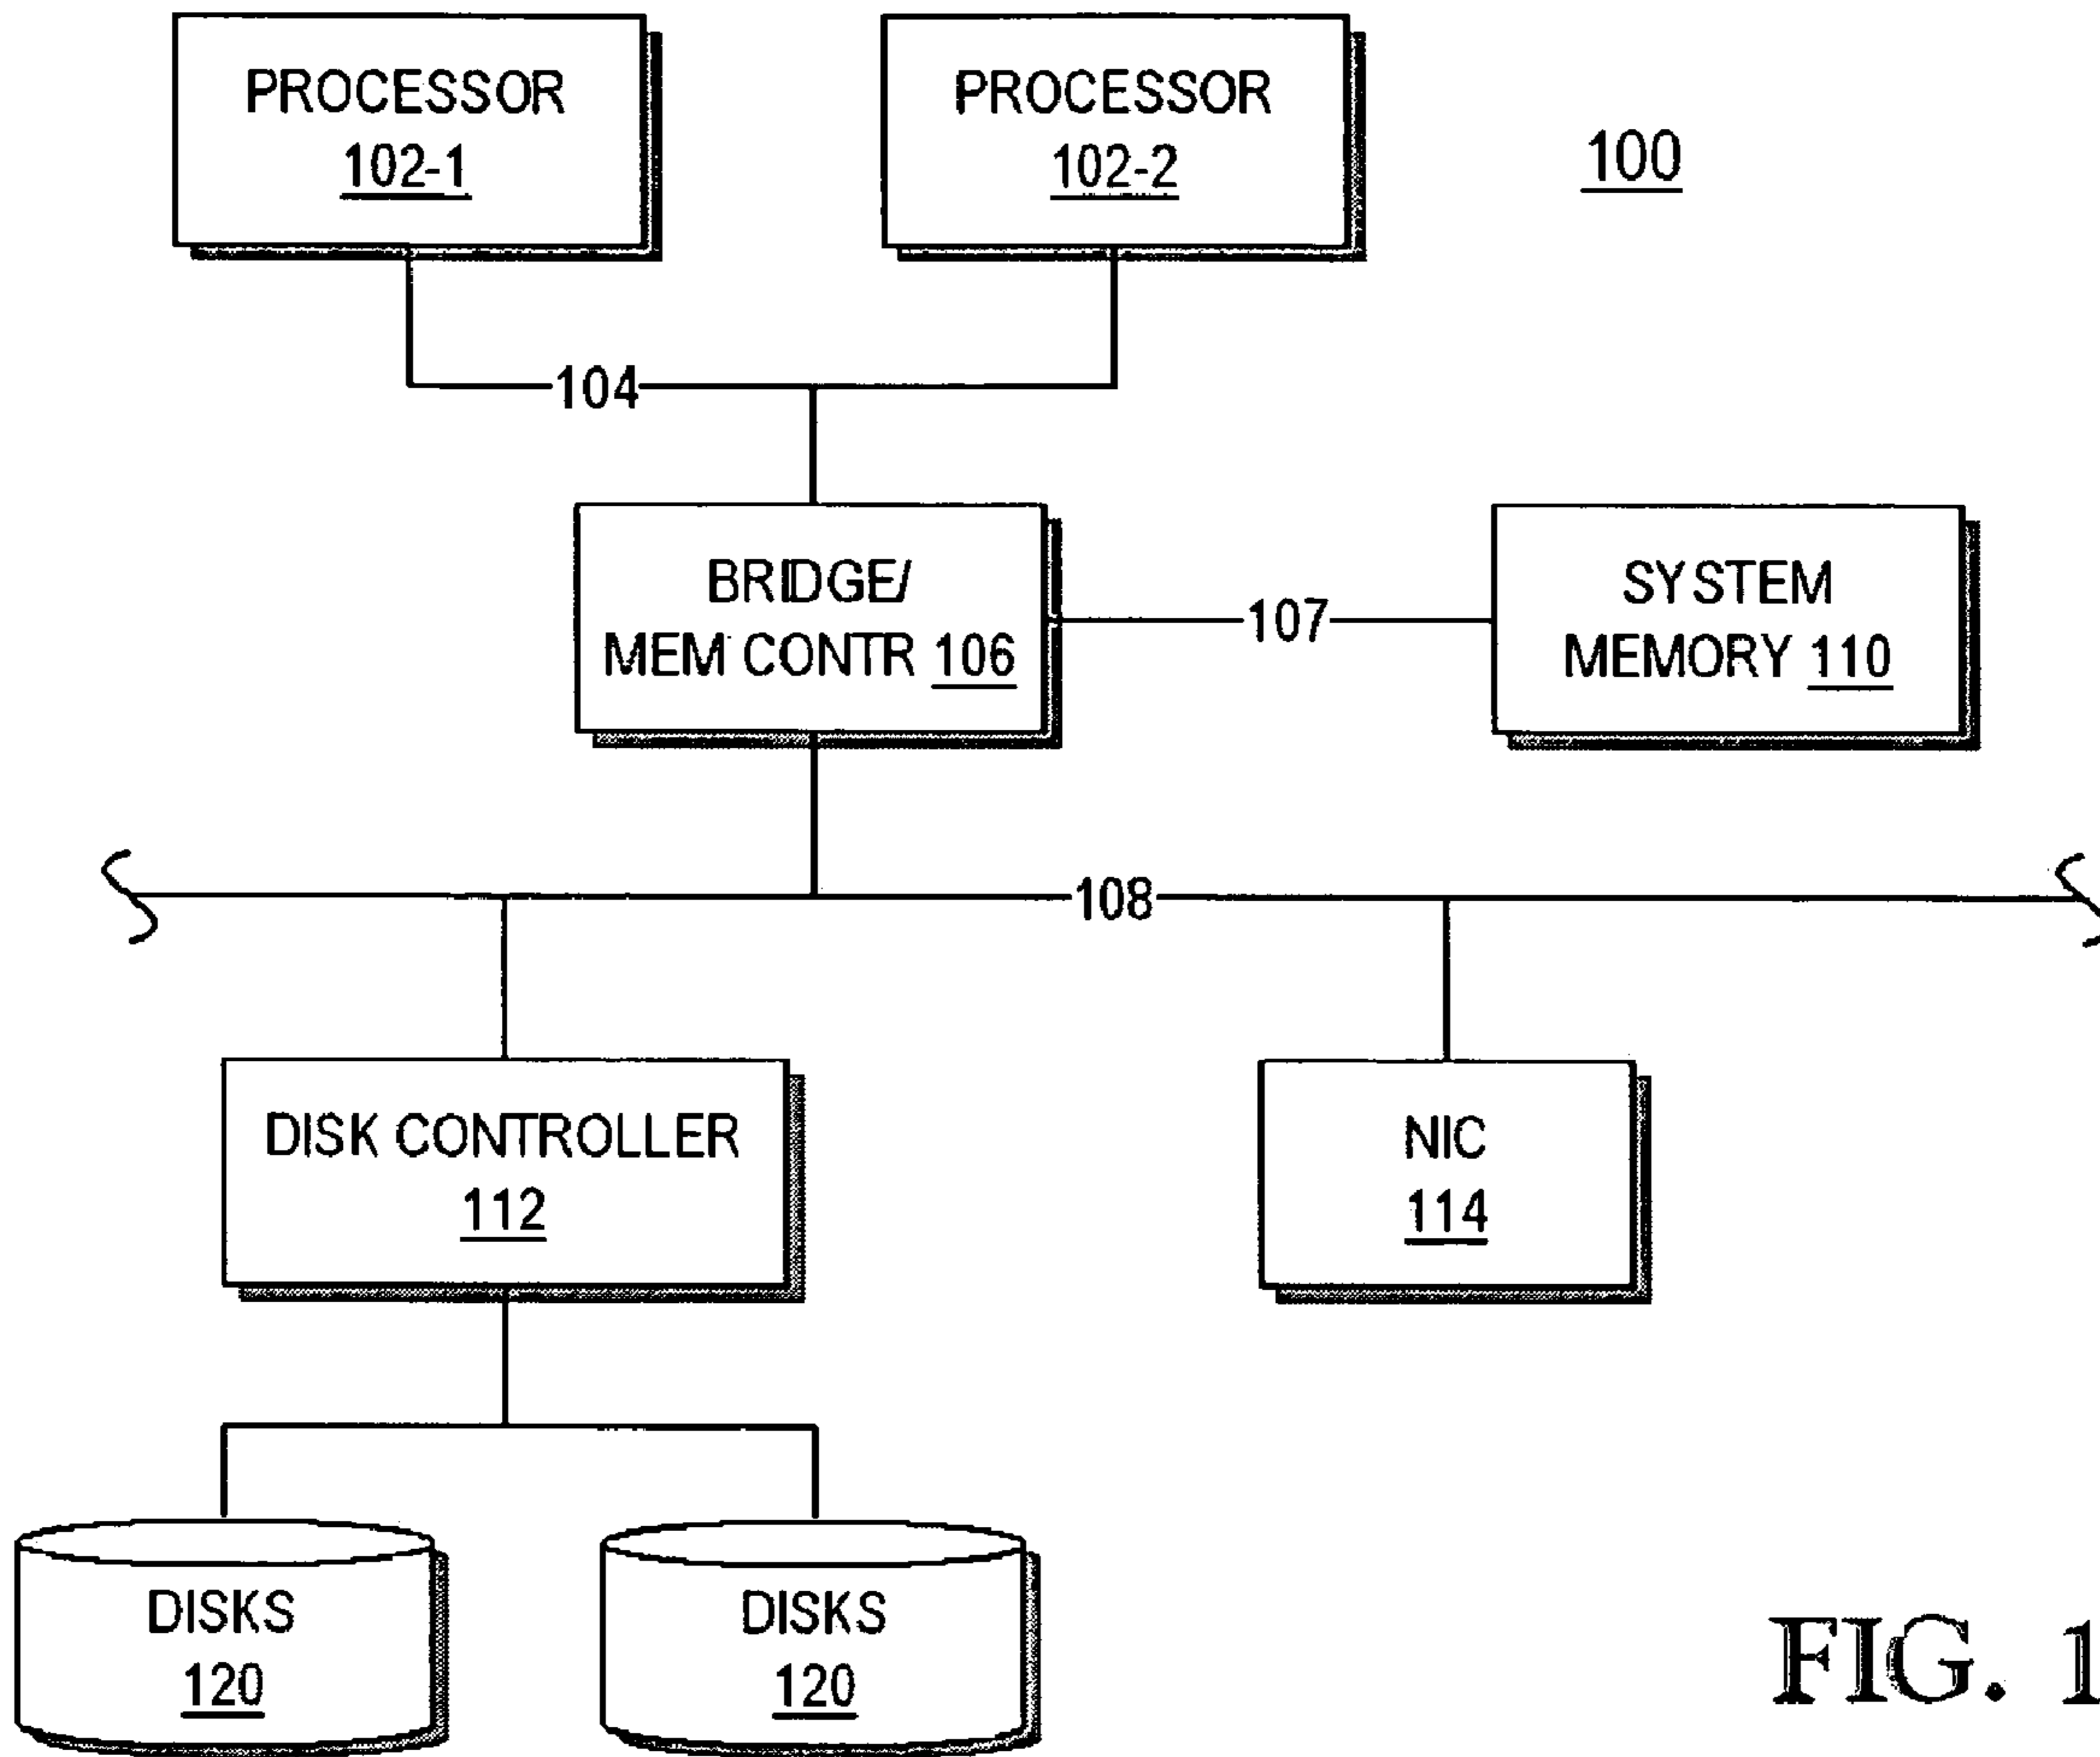 PROCESSOR
102-1
PROCESSOR
102-2
100
104
BRIDGE/
MEM CONTR 106
107
SYSTEM
MEMORY 110
108
DISK CONTROLLER
112
NIC
114
DISKS
120
DISKS
120
FIG. 1